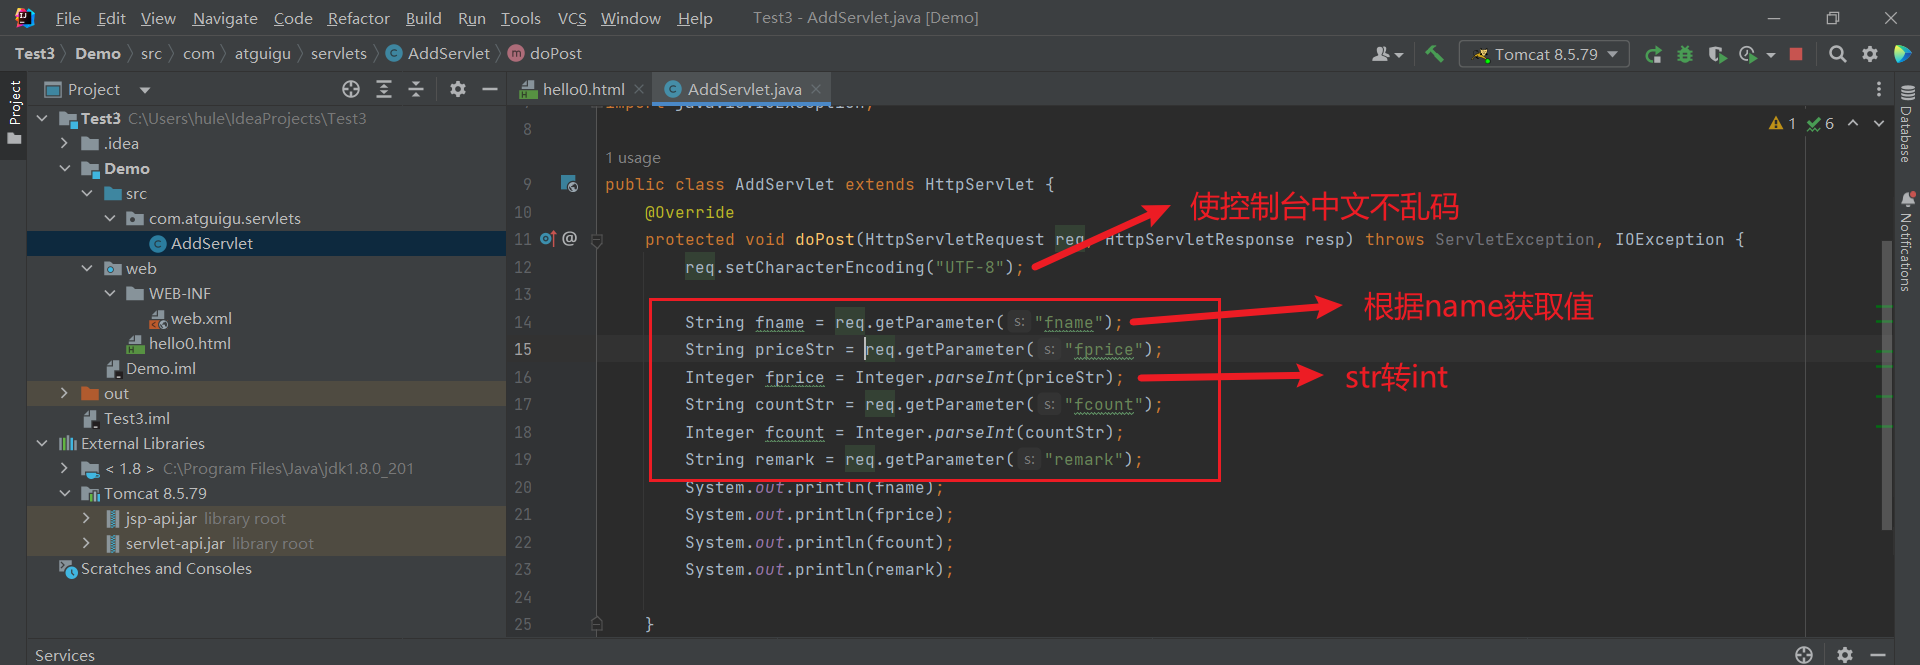 File Edit View Navigate Code Refactor Build Run Tools VCS Window Help Test3 - AddServlet.java [Demo]
Test3 Demo src com atguigu servlets AddServlet doPost Tomcat 8.5.79
Project
Project
Test3 C:\Users\hule\IdeaProjects\Test3
.idea
Demo
src
com.atguigu.servlets
AddServlet
web
WEB-INF
web.xml
hello0.html
Demo.iml
out
Test3.iml
External Libraries
< 1.8 > C:\Program Files\Java\jdk1.8.0_201
Tomcat 8.5.79
jsp-api.jar library root
servlet-api.jar library root
Scratches and Consoles
hello0.html AddServlet.java
import java.io.IOException;
8
1 6
1 usage
9 public class AddServlet extends HttpServlet {
10 @Override
使控制台中文不乱码
11 @ protected void doPost(HttpServletRequest req, HttpServletResponse resp) throws ServletException, IOException {
12 req.setCharacterEncoding("UTF-8");
13
根据name获取值
14 String fname = req.getParameter( s: "fname");
15 String priceStr = req.getParameter( s: "fprice");
16 Integer fprice = Integer.parseInt(priceStr);
str转int
17 String countStr = req.getParameter( s: "fcount");
18 Integer fcount = Integer.parseInt(countStr);
19 String remark = req.getParameter( s: "remark");
20 System.out.println(fname);
21 System.out.println(fprice);
22 System.out.println(fcount);
23 System.out.println(remark);
24
25 }
Database
Notifications
Services